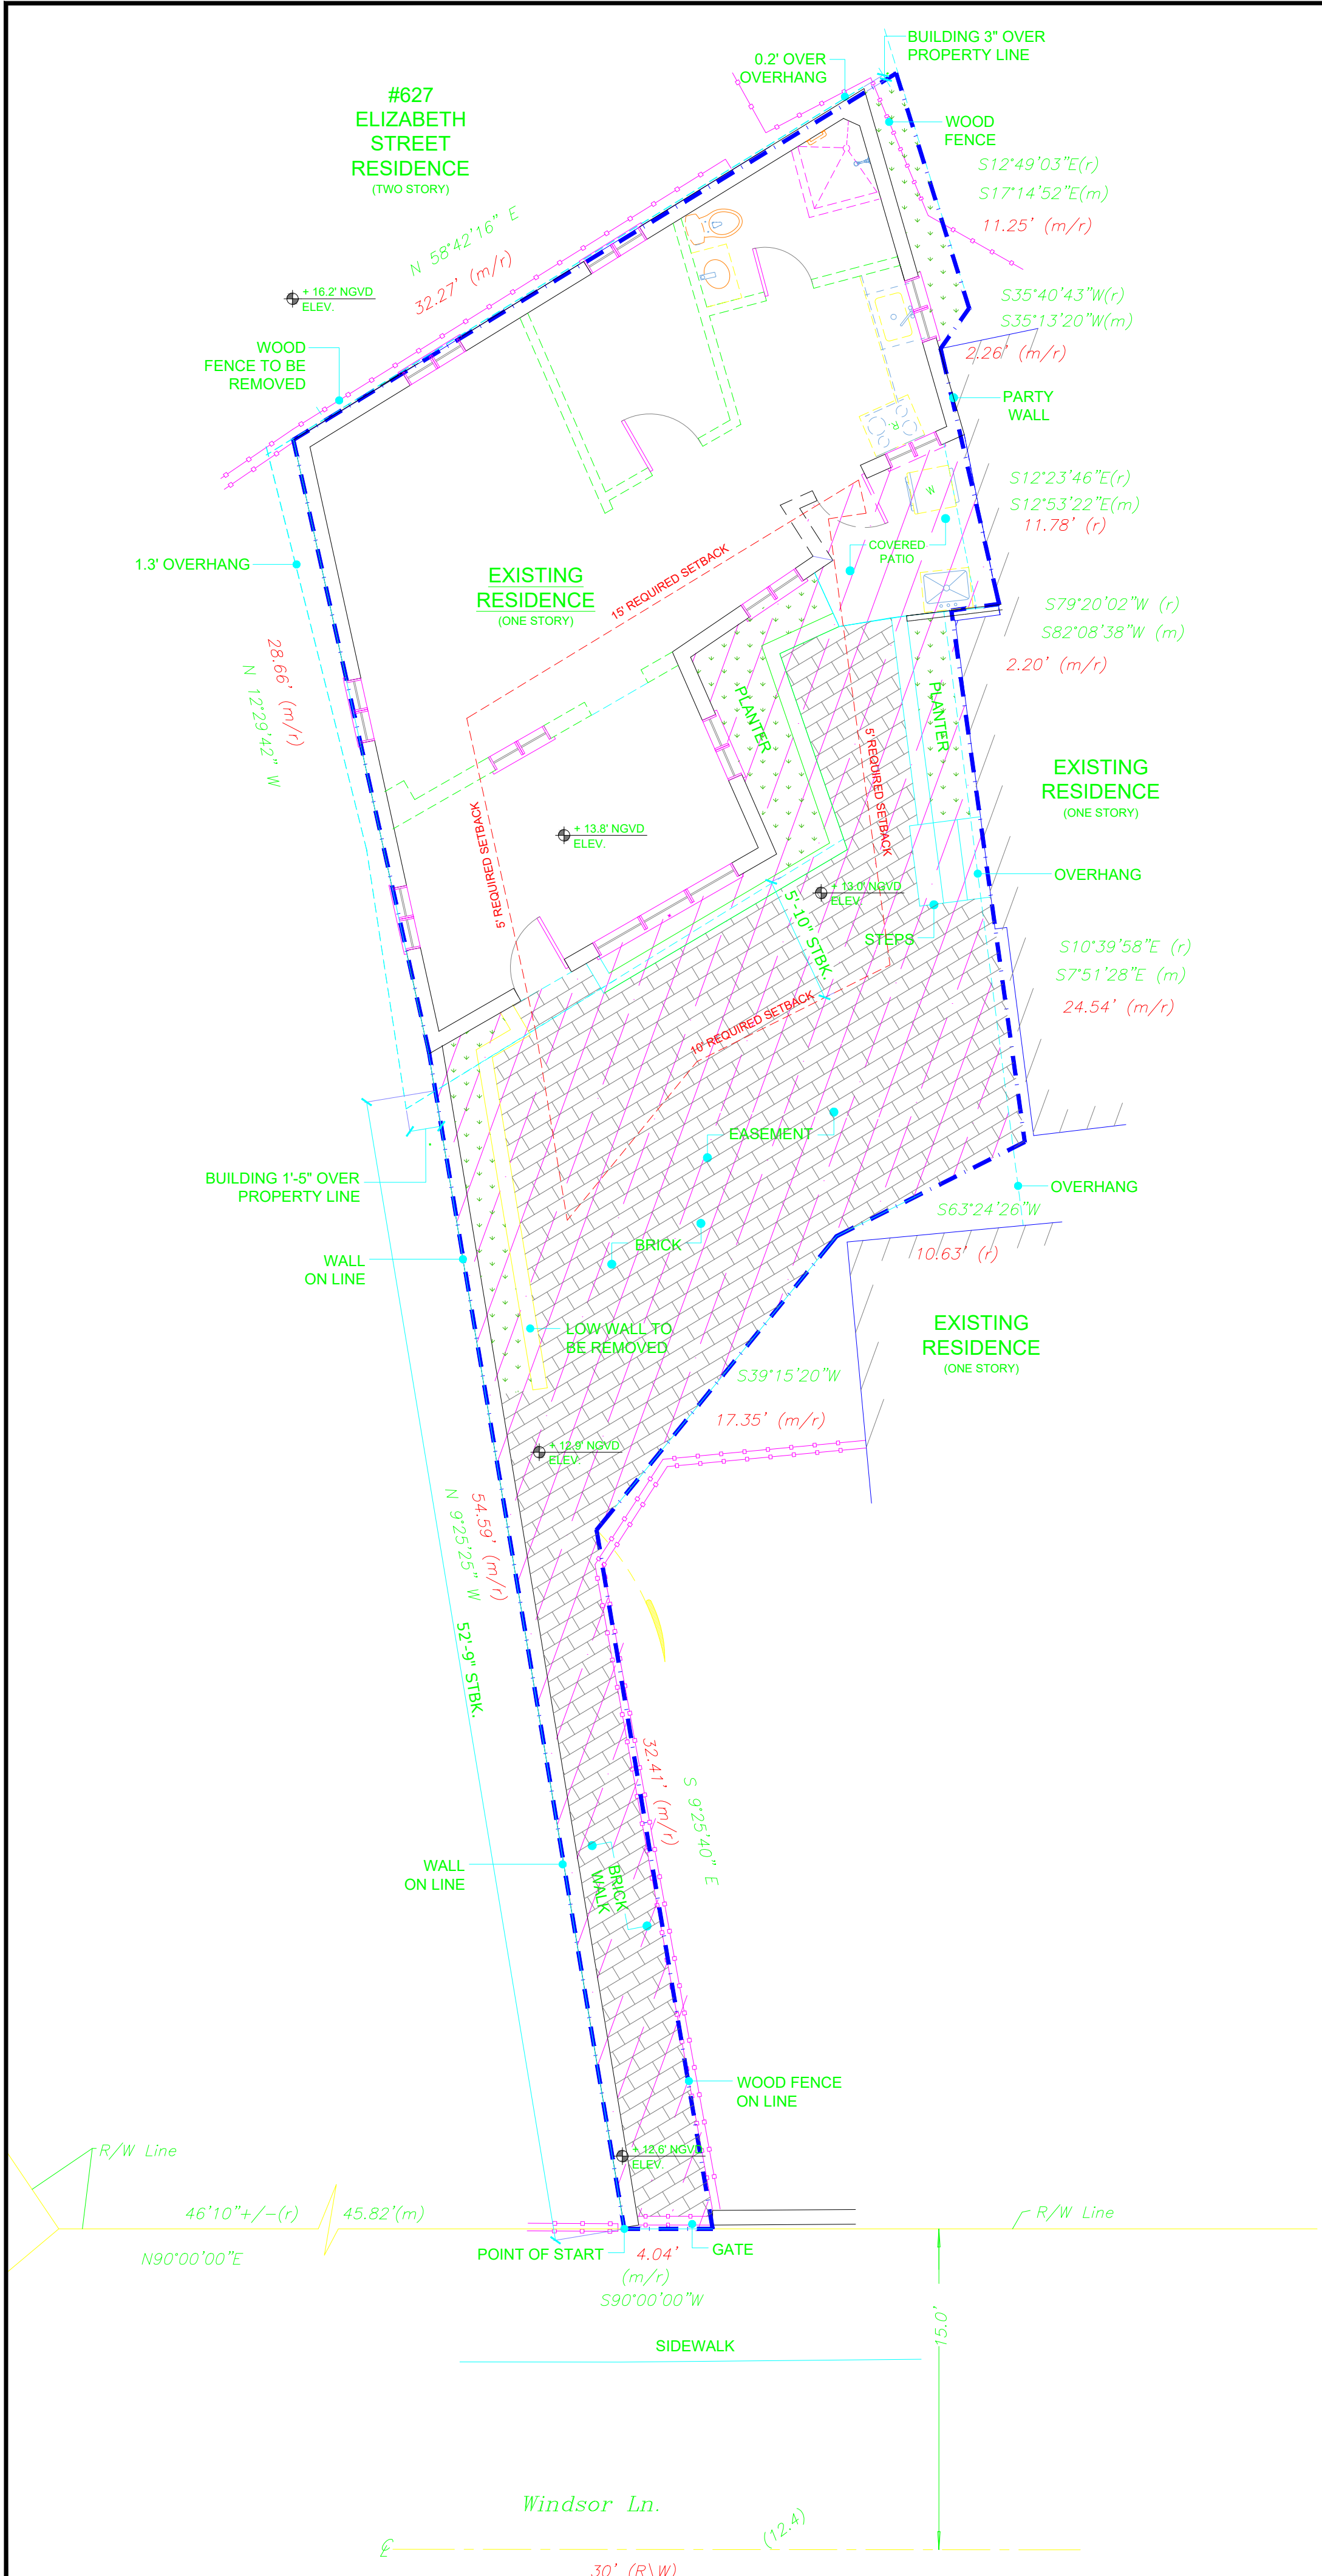 BUILDING 3" OVER
PROPERTY LINE
0.2' OVER
OVERHANG
#627
ELIZABETH
STREET
RESIDENCE
(TWO STORY)
WOOD
FENCE
S12°49'03"E(r)
S17°14'52"E(m)
11.25' (m/r)
N 58°42'16" E
32.27' (m/r)
+ 16.2' NGVD
ELEV.
S35°40'43"W(r)
S35°13'20"W(m)
2.26' (m/r)
WOOD
FENCE TO BE
REMOVED
PARTY
WALL
R
S12°23'46"E(r)
S12°53'22"E(m)
11.78' (r)
W
COVERED
PATIO
1.3' OVERHANG
15' REQUIRED SETBACK
EXISTING
RESIDENCE
(ONE STORY)
S79°20'02"W (r)
S82°08'38"W (m)
2.20' (m/r)
28.66' (m/r)
N 12°29'42" W
PLANTER
PLANTER
5' REQUIRED SETBACK
EXISTING
RESIDENCE
(ONE STORY)
5' REQUIRED SETBACK
+ 13.8' NGVD
ELEV.
OVERHANG
+ 13.0' NGVD
ELEV.
5'-10" STBK.
STEPS
S10°39'58"E (r)
S7°51'28"E (m)
24.54' (m/r)
10' REQUIRED SETBACK
EASEMENT
BUILDING 1'-5" OVER
PROPERTY LINE
OVERHANG
S63°24'26"W
10.63' (r)
BRICK
WALL
ON LINE
LOW WALL TO
BE REMOVED
EXISTING
RESIDENCE
(ONE STORY)
S39°15'20"W
17.35' (m/r)
+ 12.9' NGVD
ELEV.
54.59' (m/r)
N 9°25'25" W
52'-9" STBK.
32.41' (m/r)
S 9°25'40" E
WALL
ON LINE
BRICK
WALK
WOOD FENCE
ON LINE
+ 12.6' NGVD
ELEV.
R/W Line
46'10"+/-(r)
45.82'(m)
R/W Line
N90°00'00"E
POINT OF START
4.04'
(m/r)
S90°00'00"W
GATE
SIDEWALK
15.0'
Windsor Ln.
(12.4)
℄
30' (R\W)